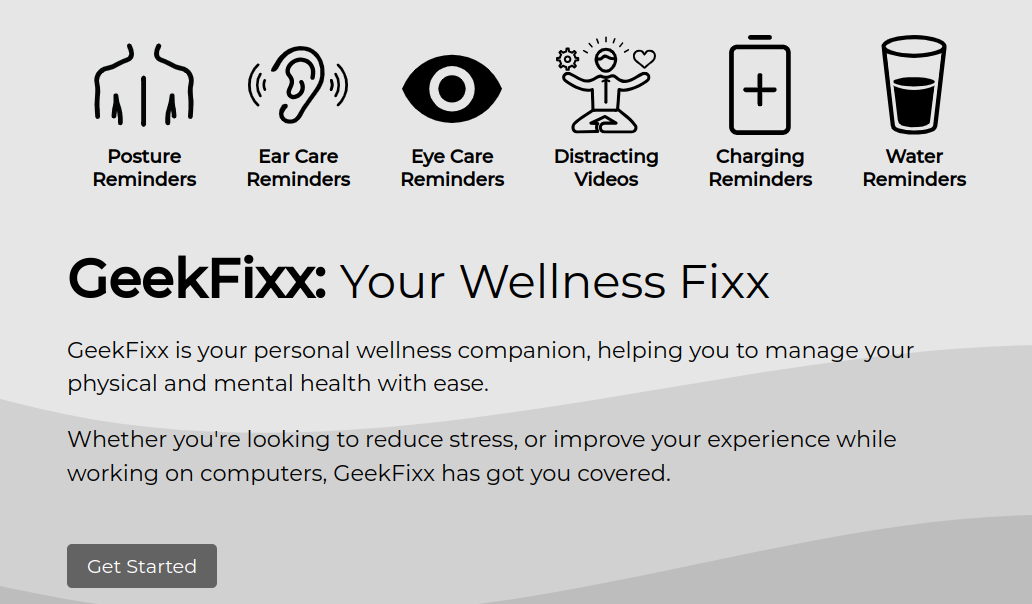 Posture
Reminders
Ear Care
Reminders
Eye Care
Reminders
Distracting
Videos
Charging
Reminders
Water
Reminders
GeekFixx: Your Wellness Fixx
GeekFixx is your personal wellness companion, helping you to manage your
physical and mental health with ease.
Whether you're looking to reduce stress, or improve your experience while
working on computers, GeekFixx has got you covered.
Get Started